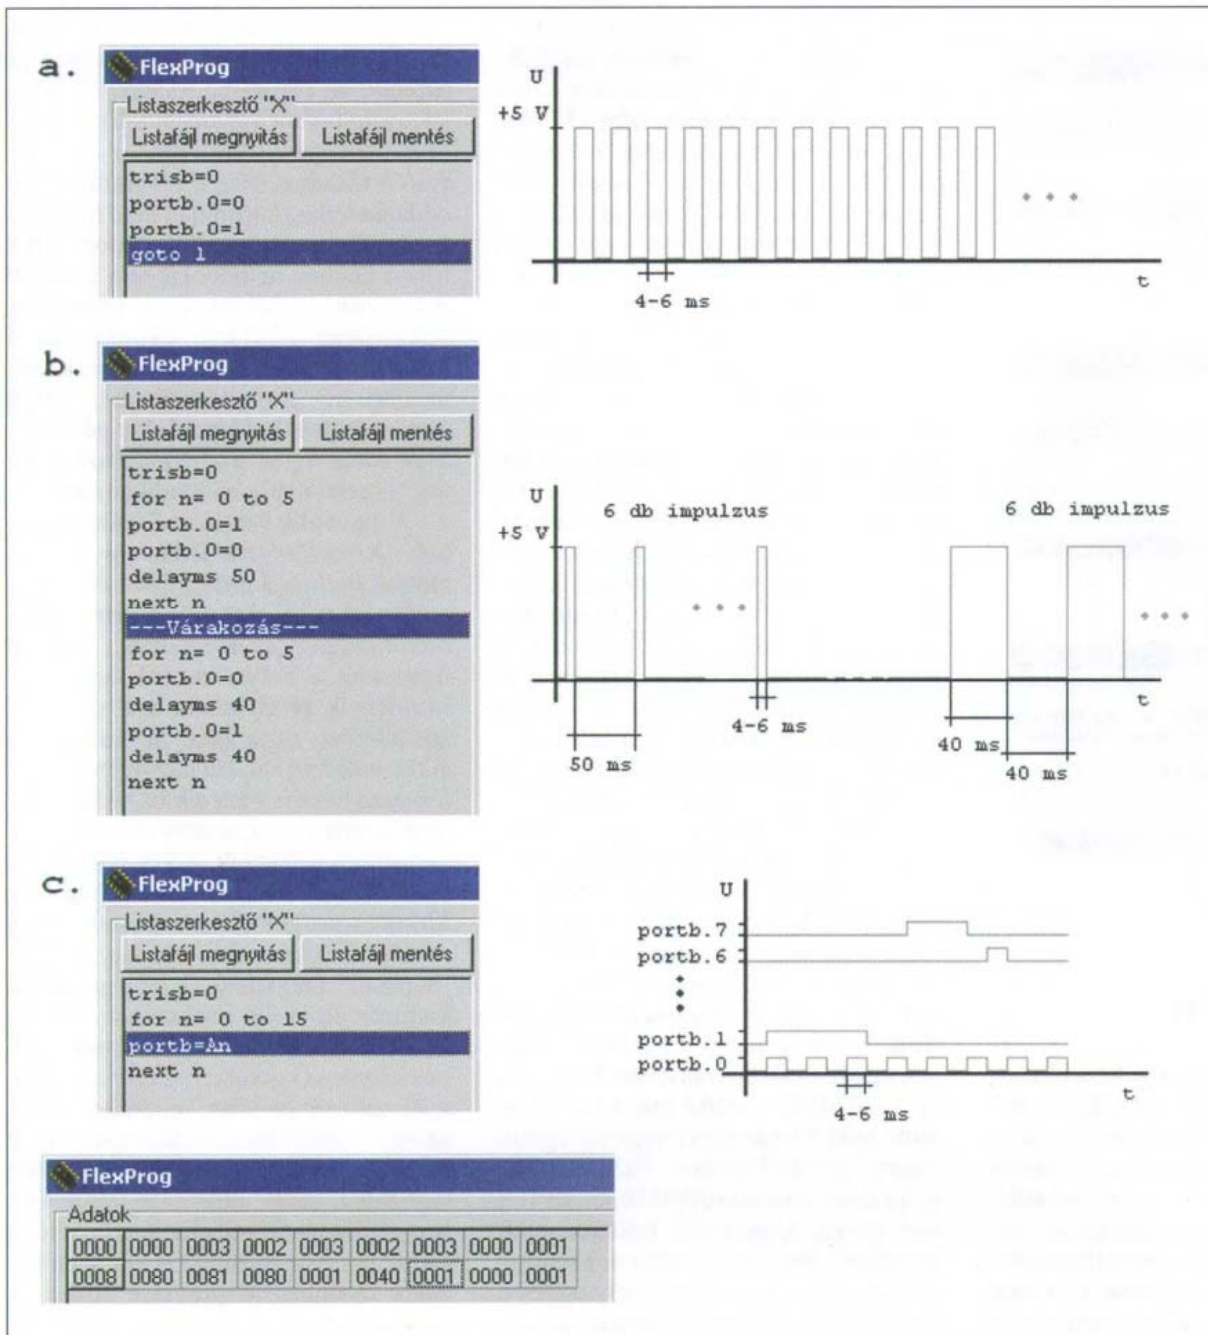 a.
FlexProg
Listaszerkesztő "X"
Listafájl megnyitás Listafájl mentés
trisb=0
portb.0=0
portb.0=1
goto 1
U
+5 V
4-6 ms
t
b.
FlexProg
Listaszerkesztő "X"
Listafájl megnyitás Listafájl mentés
trisb=0
for n= 0 to 5
portb.0=1
portb.0=0
delayms 50
next n
---Várakozás---
for n= 0 to 5
portb.0=0
delayms 40
portb.0=1
delayms 40
next n
U
+5 V
6 db impulzus
6 db impulzus
t
4-6 ms
50 ms
40 ms
40 ms
c.
FlexProg
Listaszerkesztő "X"
Listafájl megnyitás Listafájl mentés
trisb=0
for n= 0 to 15
portb=An
next n
U
portb.7
portb.6
portb.1
portb.0
4-6 ms
t
FlexProg
Adatok
0000 0000 0003 0002 0003 0002 0003 0000 0001
0008 0080 0081 0080 0001 0040 0001 0000 0001